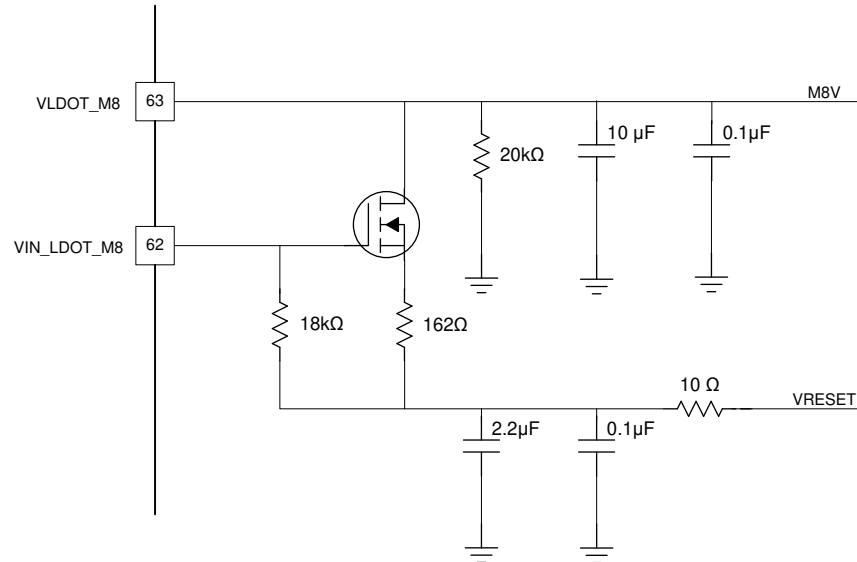 VLDOT_M8
63
M8V
10 µF
0.1µF
20kΩ
VIN_LDOT_M8
62
18kΩ
162Ω
10 Ω
VRESET
2.2µF
0.1µF